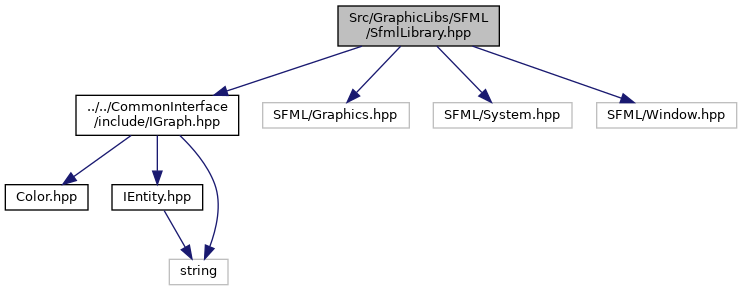 Src/GraphicLibs/SFML
/SfmlLibrary.hpp
../../CommonInterface
/include/IGraph.hpp
SFML/Graphics.hpp
SFML/System.hpp
SFML/Window.hpp
Color.hpp
IEntity.hpp
string